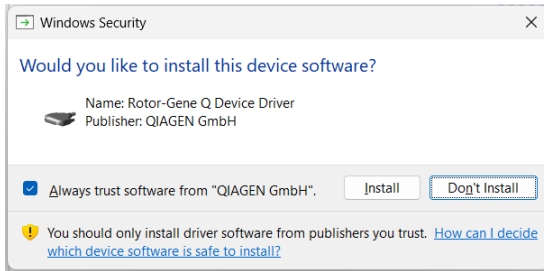 Windows Security
Would you like to install this device software?
Name: Rotor-Gene Q Device Driver
Publisher: QIAGEN GmbH
Always trust software from "QIAGEN GmbH".
Install
Don't Install
You should only install driver software from publishers you trust. How can I decide
which device software is safe to install?